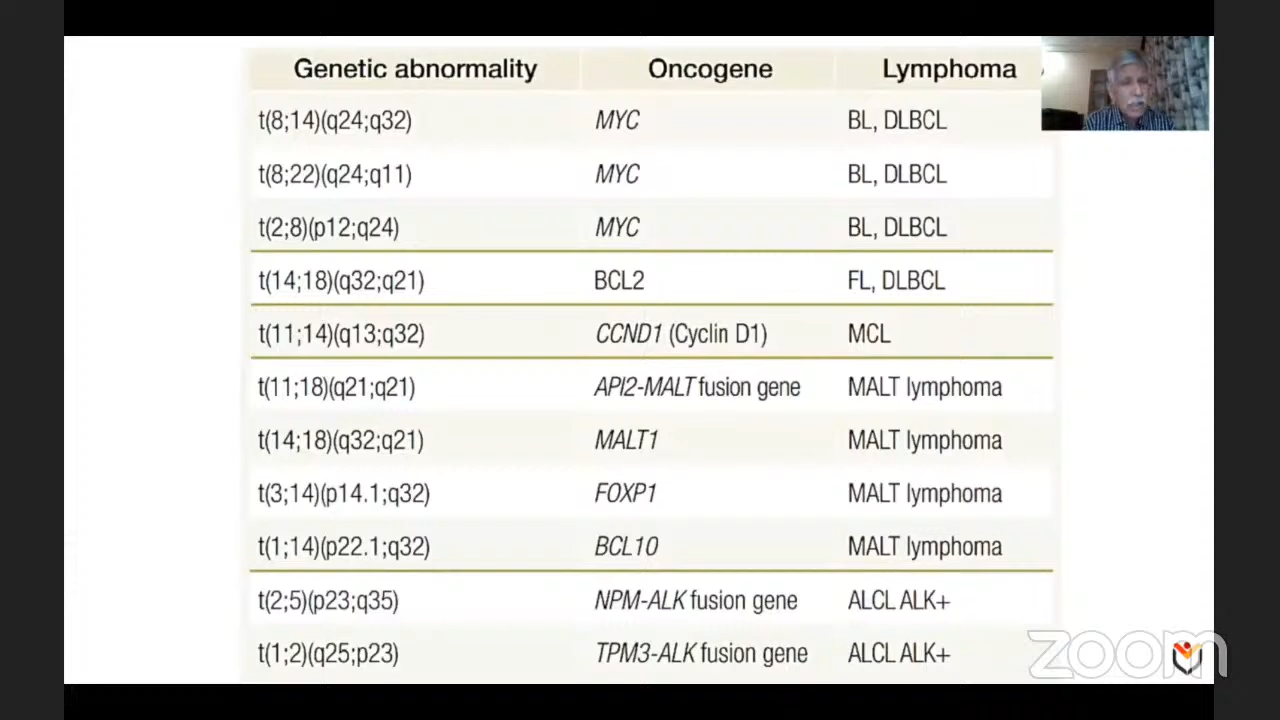 Genetic abnormality Oncogene Lymphoma
t(8;14)(q24;q32) MYC BL, DLBCL
t(8;22)(q24;q11) MYC BL, DLBCL
t(2;8)(p12;q24) MYC BL, DLBCL
t(14;18)(q32;q21) BCL2 FL, DLBCL
t(11;14)(q13;q32) CCND1 (Cyclin D1) MCL
t(11;18)(q21;q21) API2-MALT fusion gene MALT lymphoma
t(14;18)(q32;q21) MALT1 MALT lymphoma
t(3;14)(p14.1;q32) FOXP1 MALT lymphoma
t(1;14)(p22.1;q32) BCL10 MALT lymphoma
t(2;5)(p23;q35) NPM-ALK fusion gene ALCL ALK+
t(1;2)(q25;p23) TPM3-ALK fusion gene ALCL ALK+
zoom